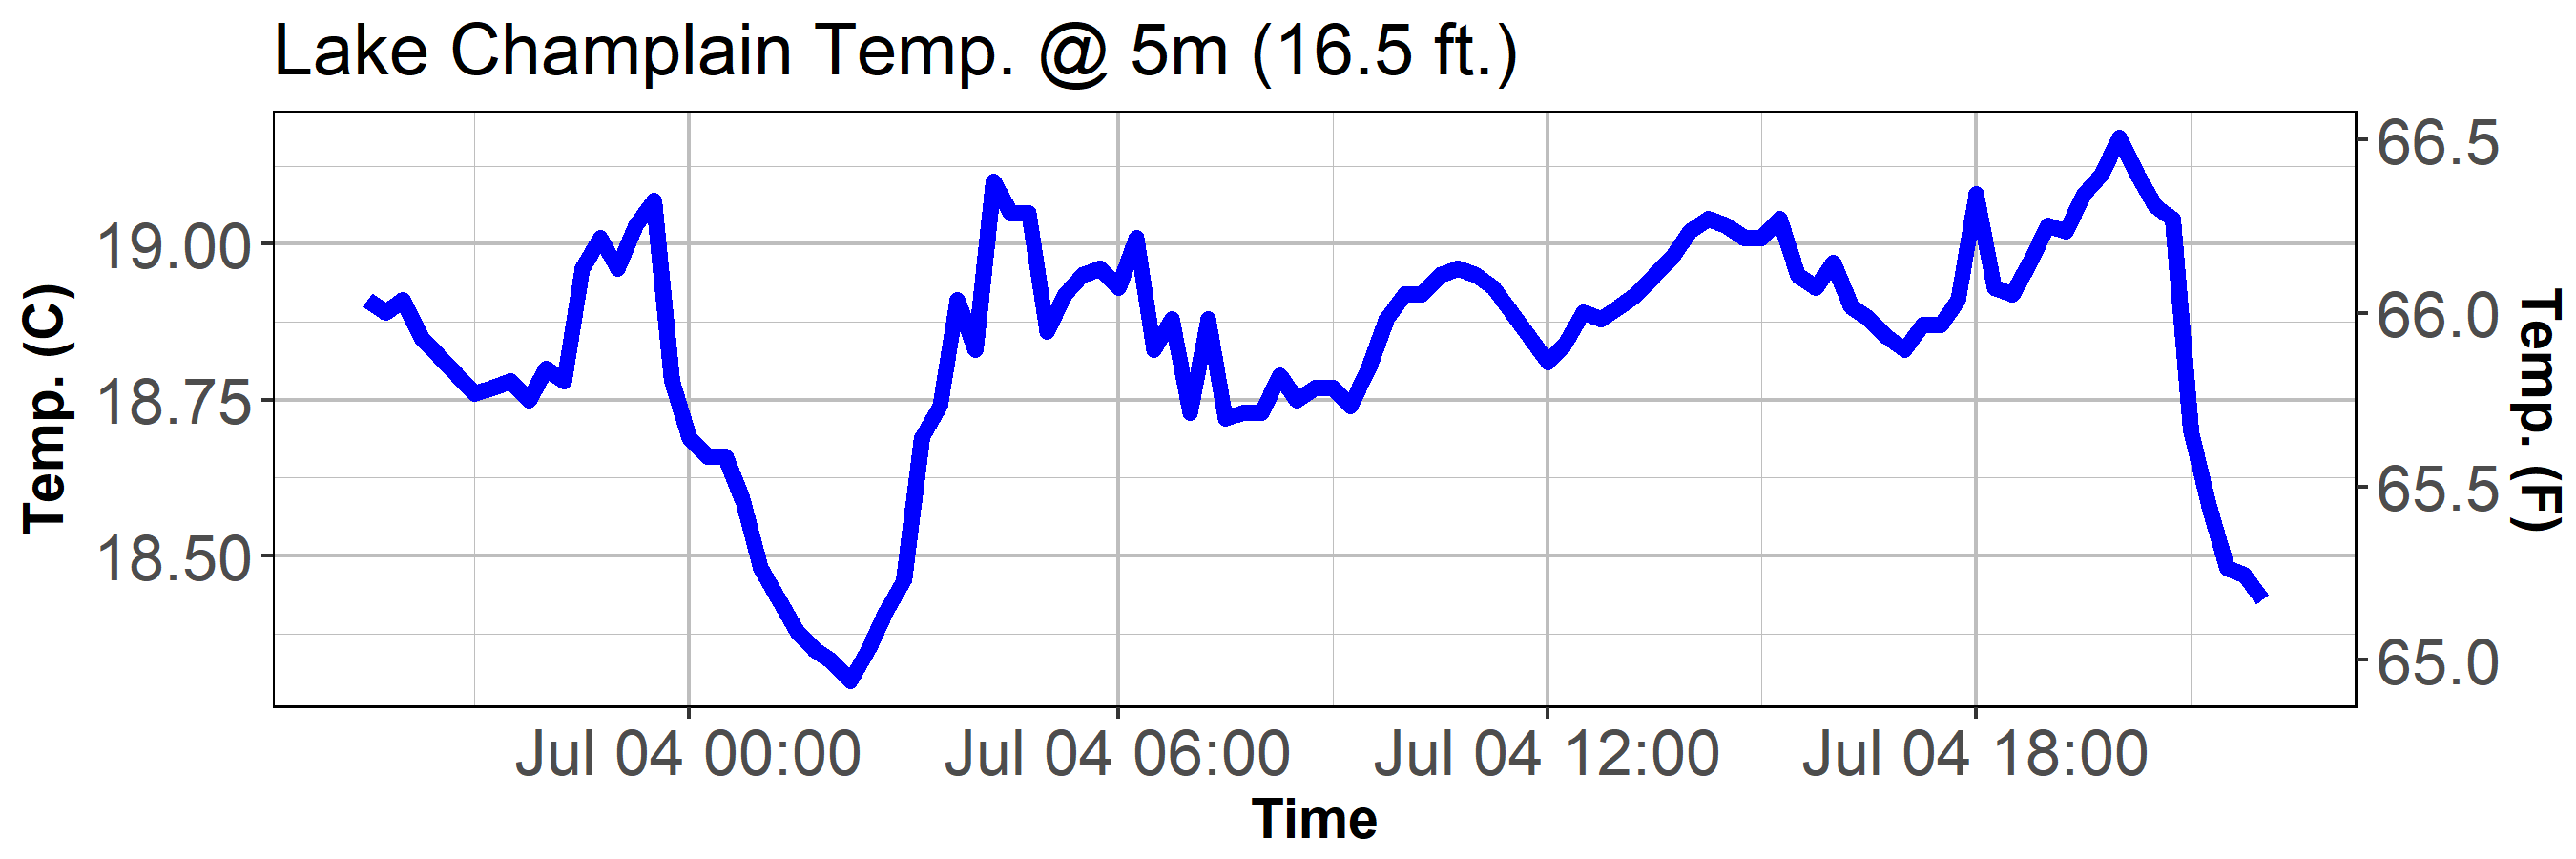 Lake Champlain Temp. @ 5m (16.5 ft.)
Temp. (C)
19.00
18.75
18.50
66.5
66.0
65.5
65.0
Temp. (F)
Jul 04 00:00 Jul 04 06:00 Jul 04 12:00 Jul 04 18:00
Time